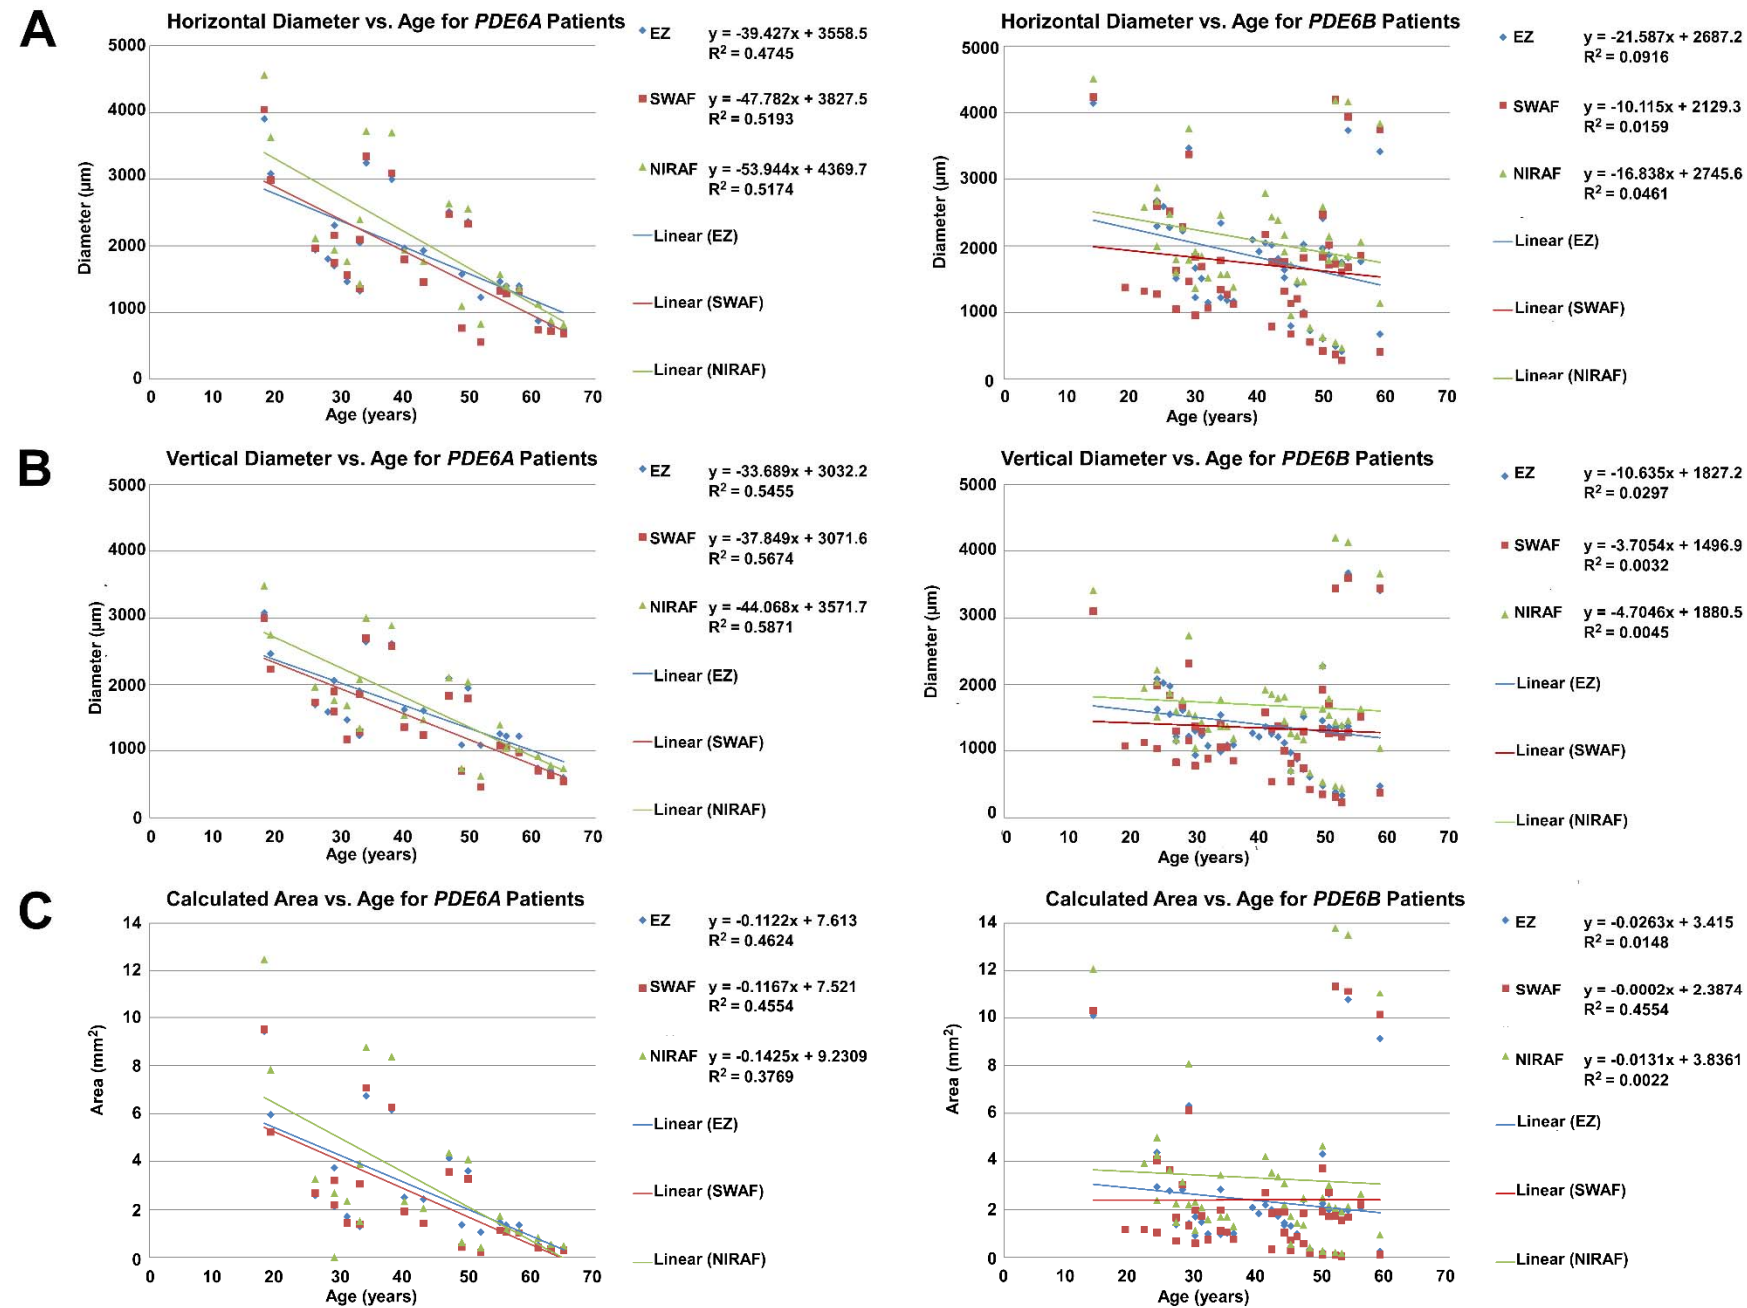 A
Horizontal Diameter vs. Age for PDE6A Patients
5000
4000
3000
2000
1000
0
Diameter (µm)
0 10 20 30 40 50 60 70
Age (years)
EZ y = -39.427x + 3558.5
R² = 0.4745
SWAF y = -47.782x + 3827.5
R² = 0.5193
NIRAF y = -53.944x + 4369.7
R² = 0.5174
Linear (EZ)
Linear (SWAF)
Linear (NIRAF)
Horizontal Diameter vs. Age for PDE6B Patients
5000
4000
3000
2000
1000
0
Diameter (µm)
0 10 20 30 40 50 60 70
Age (years)
EZ y = -21.587x + 2687.2
R² = 0.0916
SWAF y = -10.115x + 2129.3
R² = 0.0159
NIRAF y = -16.838x + 2745.6
R² = 0.0461
Linear (EZ)
Linear (SWAF)
Linear (NIRAF)
B
Vertical Diameter vs. Age for PDE6A Patients
5000
4000
3000
2000
1000
0
Diameter (µm)
0 10 20 30 40 50 60 70
Age (years)
EZ y = -33.689x + 3032.2
R² = 0.5455
SWAF y = -37.849x + 3071.6
R² = 0.5674
NIRAF y = -44.068x + 3571.7
R² = 0.5871
Linear (EZ)
Linear (SWAF)
Linear (NIRAF)
Vertical Diameter vs. Age for PDE6B Patients
5000
4000
3000
2000
1000
0
Diameter (µm)
0 10 20 30 40 50 60 70
Age (years)
EZ y = -10.635x + 1827.2
R² = 0.0297
SWAF y = -3.7054x + 1496.9
R² = 0.0032
NIRAF y = -4.7046x + 1880.5
R² = 0.0045
Linear (EZ)
Linear (SWAF)
Linear (NIRAF)
C
Calculated Area vs. Age for PDE6A Patients
14
12
10
8
6
4
2
0
Area (mm²)
0 10 20 30 40 50 60 70
Age (years)
EZ y = -0.1122x + 7.613
R² = 0.4624
SWAF y = -0.1167x + 7.521
R² = 0.4554
NIRAF y = -0.1425x + 9.2309
R² = 0.3769
Linear (EZ)
Linear (SWAF)
Linear (NIRAF)
Calculated Area vs. Age for PDE6B Patients
14
12
10
8
6
4
2
0
Area (mm²)
0 10 20 30 40 50 60 70
Age (years)
EZ y = -0.0263x + 3.415
R² = 0.0148
SWAF y = -0.0002x + 2.3874
R² = 0.4554
NIRAF y = -0.0131x + 3.8361
R² = 0.0022
Linear (EZ)
Linear (SWAF)
Linear (NIRAF)